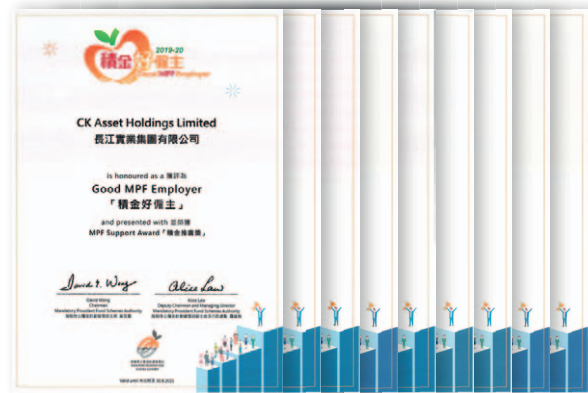 2019-20
積金好僱主
Good MPF Employer
CK Asset Holdings Limited
長江實業集團有限公司
is honoured as a 獲評為
Good MPF Employer
「積金好僱主」
and presented with 並頒贈
MPF Support Award「積金推廣獎」
David Wong
Chairman
Mandatory Provident Fund Schemes Authority
Alice Law
Deputy Chairman and Managing Director
Mandatory Provident Fund Schemes Authority